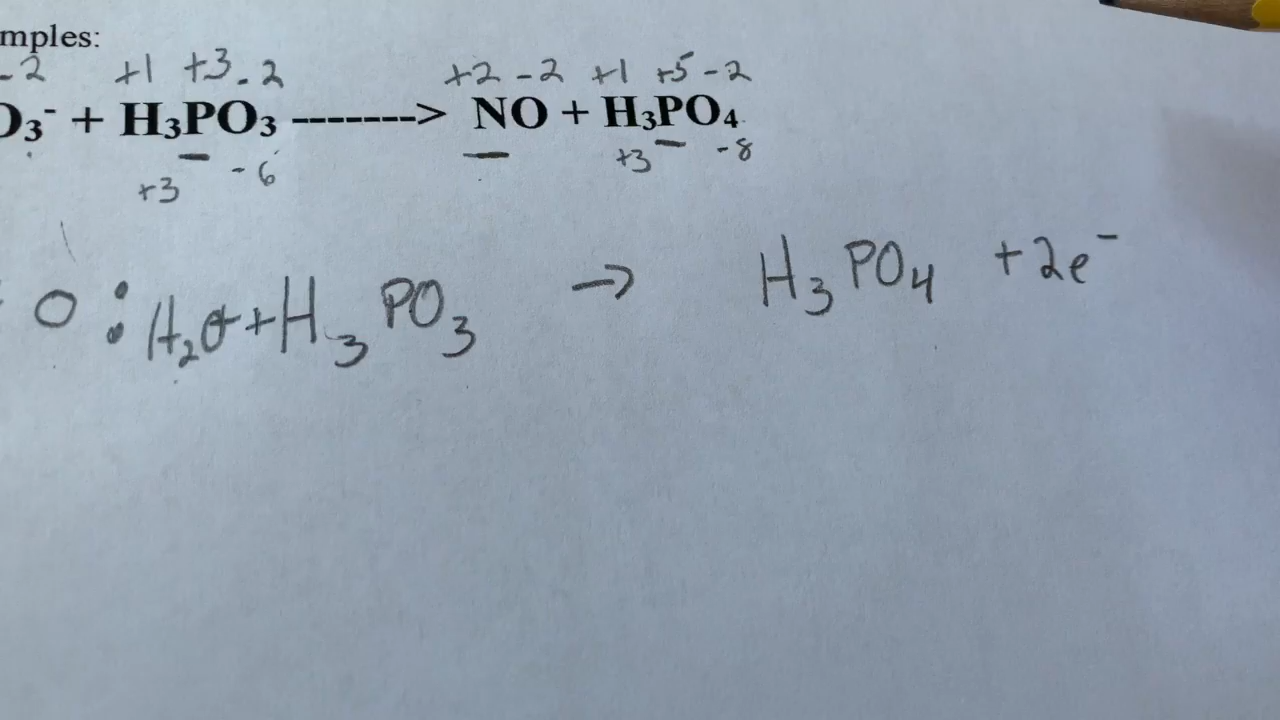 mples:
-2 +1 +3 -2 +2 -2 +1 +5 -2
O₃⁻ + H₃PO₃ -------> NO + H₃PO₄
+3 -6 +3 -8
O : H₂O + H₃PO₃ → H₃PO₄ + 2e⁻